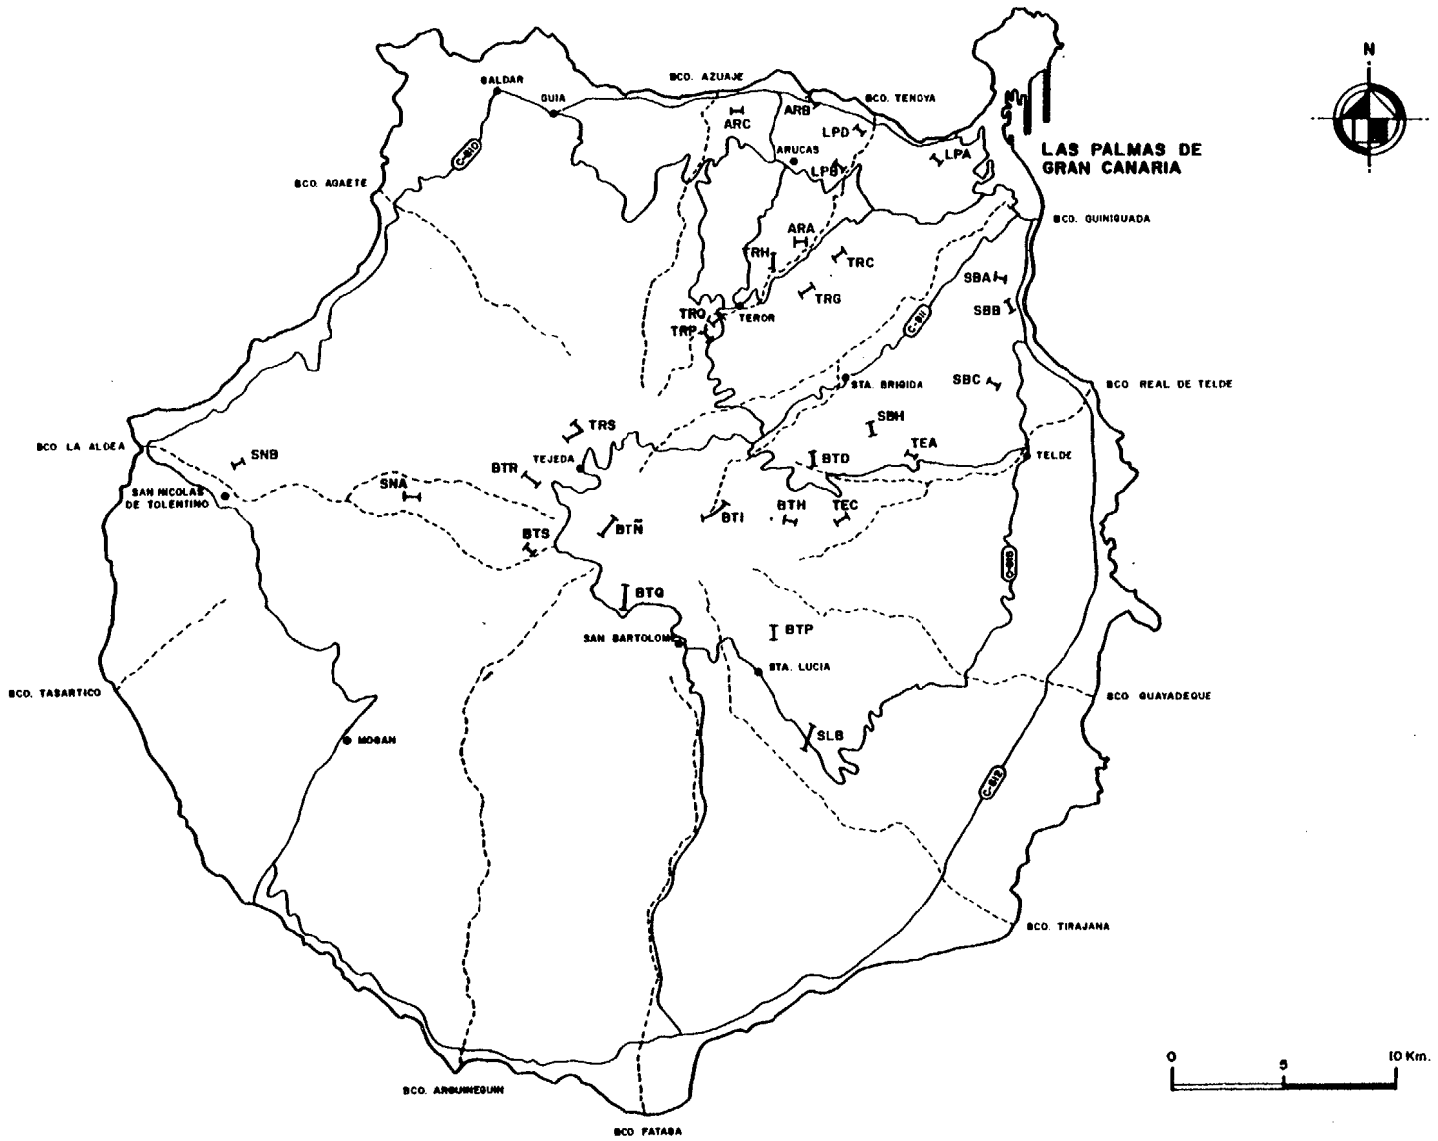 N
BCO. AZUAJE
GALDAR
GUIA
ARB
BCO. TENOYA
ARC
LPD
LAS PALMAS DE
GRAN CANARIA
ARUCAS
LPA
C-810
LPB
BCO. AGAETE
BCO. GUINIGUADA
ARA
TRH
TRC
SBA
TRG
SBB
TRQ
TEROR
TRP
C-811
STA. BRIGIDA
SBC
BCO REAL DE TELDE
SBH
TRS
BCO LA ALDEA
SNB
TEA
TEJEDA
BTD
TELDE
BTR
SNA
SAN NICOLAS
DE TOLENTINO
BTI
BTH
TEC
BTÑ
BTS
C-815
BTQ
BTP
SAN BARTOLOME
STA. LUCIA
BCO. TASARTICO
BCO GUAYADEQUE
MOGAN
SLB
C-812
BCO. TIRAJANA
0
5
10 Km.
BCO. ARGUINEGUIN
BCO FATAGA